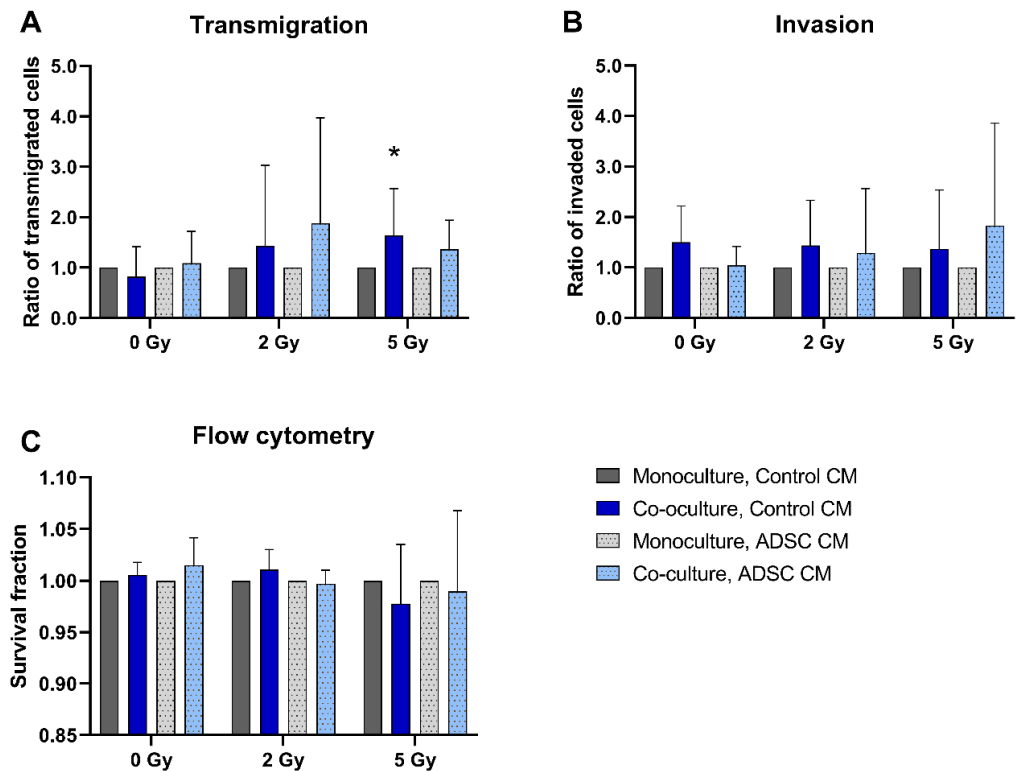 A
Transmigration
Ratio of transmigrated cells
5.0
4.0
3.0
2.0
1.0
0.0
*
0 Gy
2 Gy
5 Gy
B
Invasion
Ratio of invaded cells
5.0
4.0
3.0
2.0
1.0
0.0
0 Gy
2 Gy
5 Gy
C
Flow cytometry
Survival fraction
1.10
1.05
1.00
0.95
0.90
0.85
0 Gy
2 Gy
5 Gy
Monoculture, Control CM
Co-oculture, Control CM
Monoculture, ADSC CM
Co-culture, ADSC CM